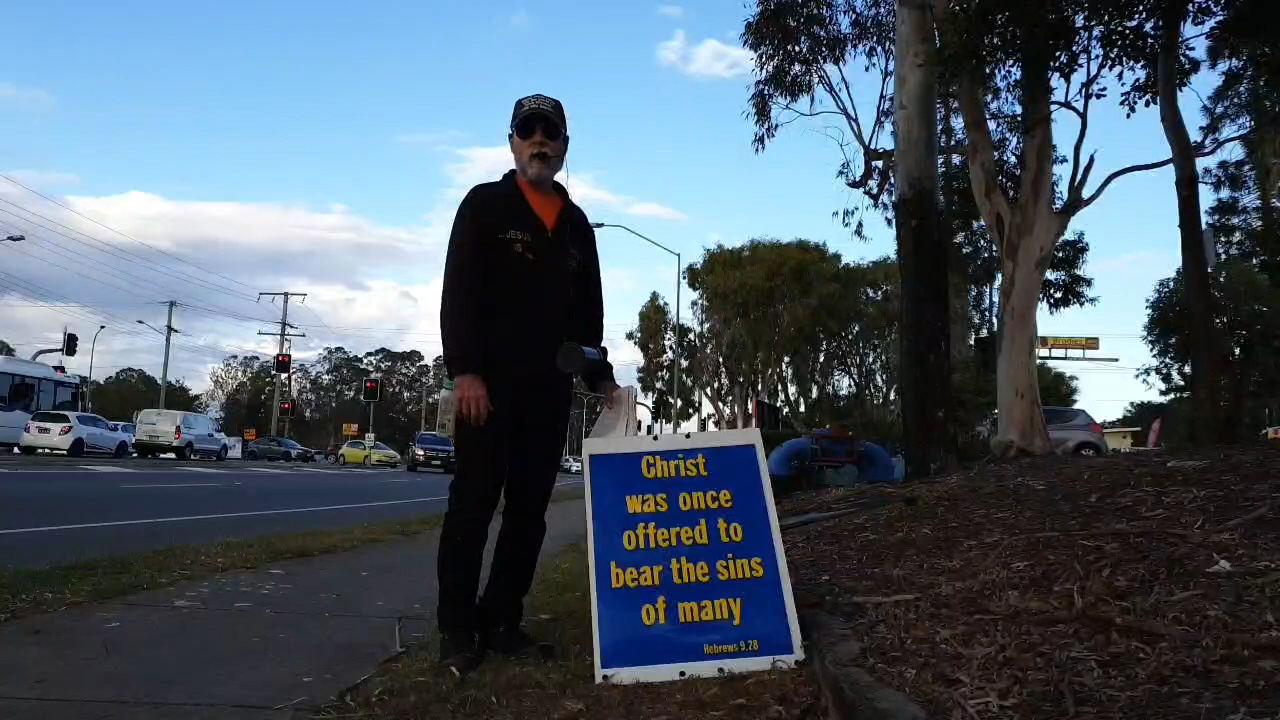 JESUS
Christ
was once
offered to
bear the sins
of many
Hebrews 9.28